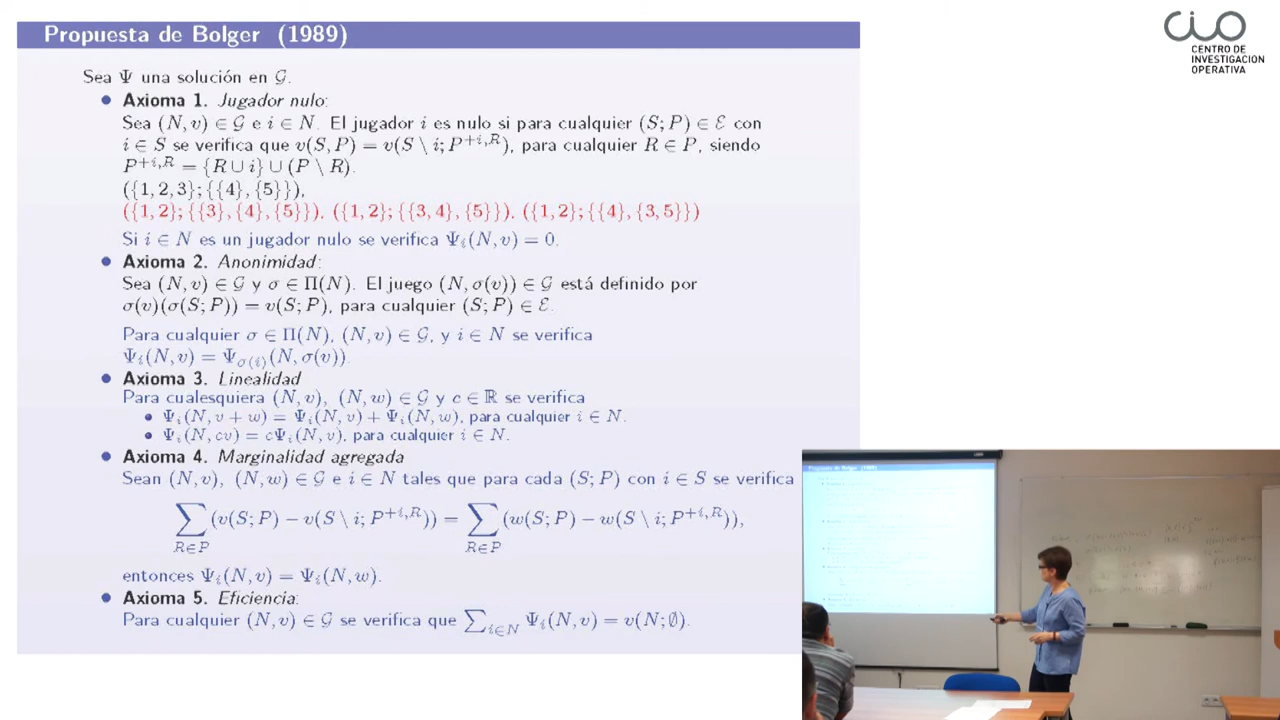 Propuesta de Bolger (1989)
CENTRO DE
INVESTIGACIÓN
OPERATIVA
Sea Ψ una solución en 𝒢.
• Axioma 1. Jugador nulo:
Sea (N, v) ∈ 𝒢 e i ∈ N. El jugador i es nulo si para cualquier (S; P) ∈ ℰ con
i ∈ S se verifica que v(S, P) = v(S \ i; P^{+i,R}), para cualquier R ∈ P, siendo
P^{+i,R} = {R ∪ i} ∪ (P \ R).
({1, 2, 3}; {{4}, {5}}),
({1, 2}; {{3}, {4}, {5}}). ({1, 2}; {{3, 4}, {5}}). ({1, 2}; {{4}, {3, 5}})
Si i ∈ N es un jugador nulo se verifica Ψ_i(N, v) = 0.
• Axioma 2. Anonimidad:
Sea (N, v) ∈ 𝒢 y σ ∈ Π(N). El juego (N, σ(v)) ∈ 𝒢 está definido por
σ(v)(σ(S; P)) = v(S; P), para cualquier (S; P) ∈ ℰ.
Para cualquier σ ∈ Π(N), (N, v) ∈ 𝒢, y i ∈ N se verifica
Ψ_i(N, v) = Ψ_{σ(i)}(N, σ(v)).
• Axioma 3. Linealidad
Para cualesquiera (N, v), (N, w) ∈ 𝒢 y c ∈ ℝ se verifica
• Ψ_i(N, v + w) = Ψ_i(N, v) + Ψ_i(N, w), para cualquier i ∈ N.
• Ψ_i(N, cv) = cΨ_i(N, v), para cualquier i ∈ N.
• Axioma 4. Marginalidad agregada
Sean (N, v), (N, w) ∈ 𝒢 e i ∈ N tales que para cada (S; P) con i ∈ S se verifica
∑_{R∈P} (v(S; P) − v(S \ i; P^{+i,R})) = ∑_{R∈P} (w(S; P) − w(S \ i; P^{+i,R})),
entonces Ψ_i(N, v) = Ψ_i(N, w).
• Axioma 5. Eficiencia:
Para cualquier (N, v) ∈ 𝒢 se verifica que ∑_{i∈N} Ψ_i(N, v) = v(N; ∅).
Propuesta de Bolger (1989)